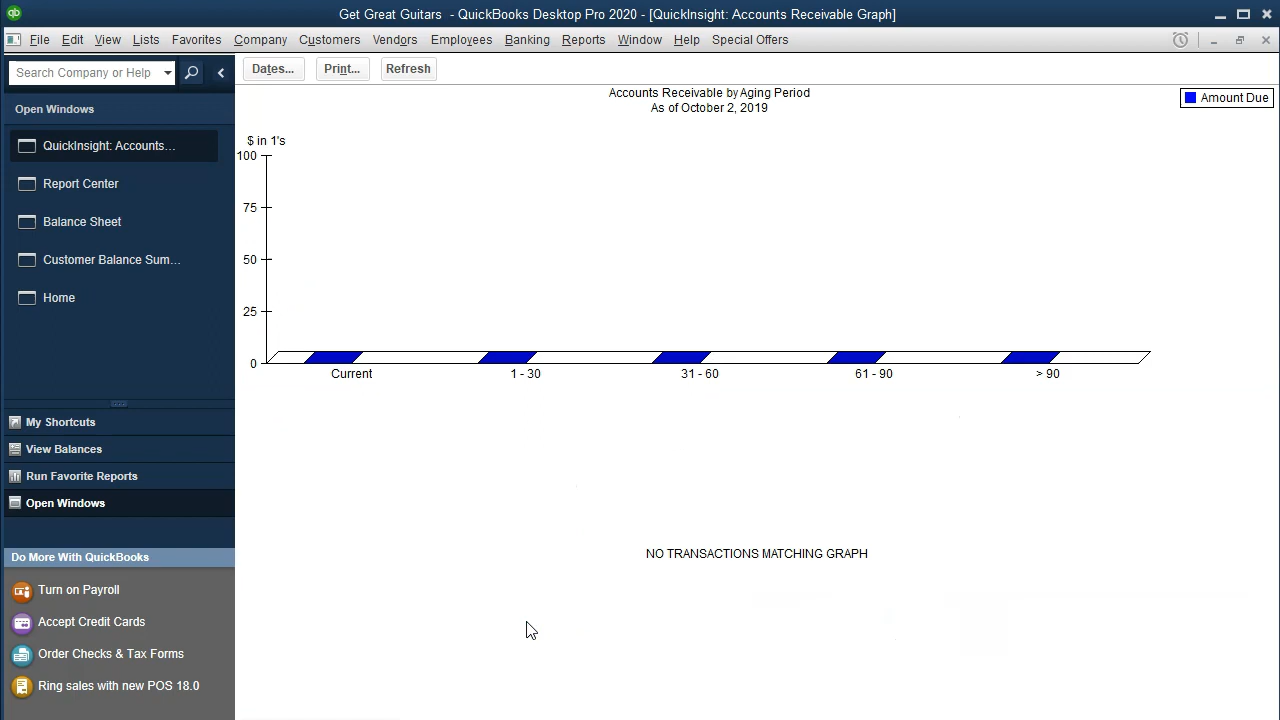 Get Great Guitars - QuickBooks Desktop Pro 2020 - [QuickInsight: Accounts Receivable Graph]
File Edit View Lists Favorites Company Customers Vendors Employees Banking Reports Window Help Special Offers
Search Company or Help
Dates... Print... Refresh
Open Windows
QuickInsight: Accounts...
Report Center
Balance Sheet
Customer Balance Sum...
Home
My Shortcuts
View Balances
Run Favorite Reports
Open Windows
Do More With QuickBooks
Turn on Payroll
Accept Credit Cards
Order Checks & Tax Forms
Ring sales with new POS 18.0
Accounts Receivable by Aging Period
As of October 2, 2019
Amount Due
$ in 1's
100
75
50
25
0
Current 1 - 30 31 - 60 61 - 90 > 90
NO TRANSACTIONS MATCHING GRAPH